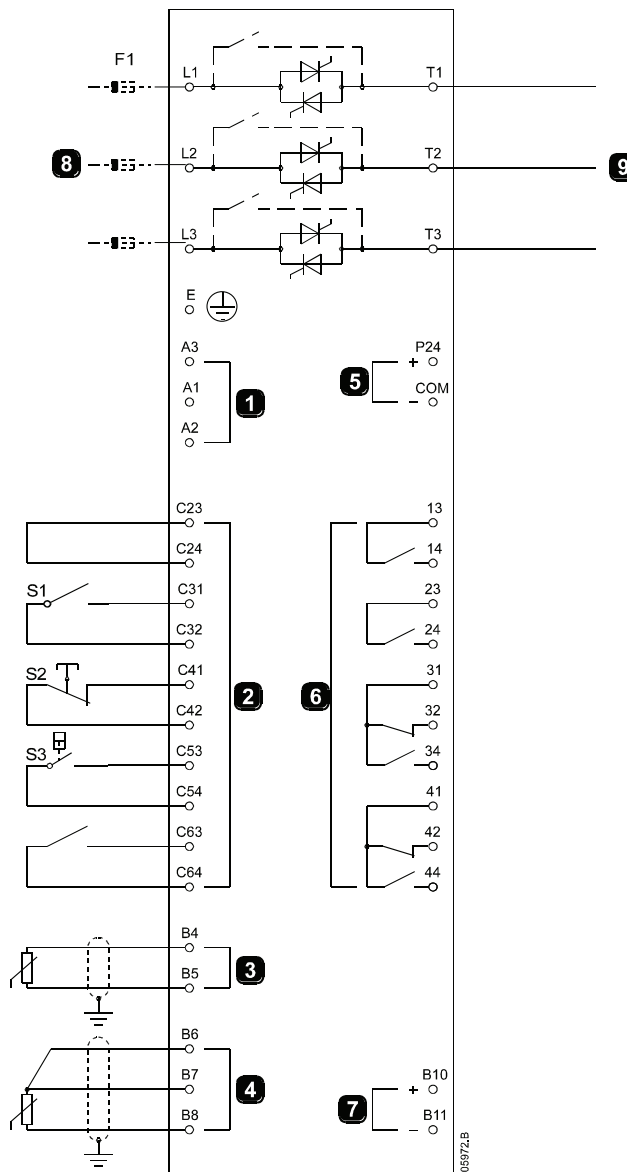 F1
L1
T1
8
L2
T2
9
L3
T3
E
A3
P24
+
A1
5
COM
1
-
A2
C23
13
C24
14
S1
C31
23
C32
24
S2
C41
31
2
6
C42
32
S3
C53
34
C54
41
C63
42
C64
44
B4
3
B5
B6
B7
4
B10
+
7
B8
B11
-
05972.B